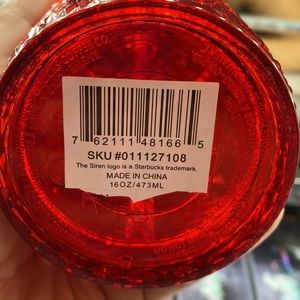 7 62111 48166 5
SKU #011127108
The Siren logo is a Starbucks trademark.
MADE IN CHINA
16OZ/473ML